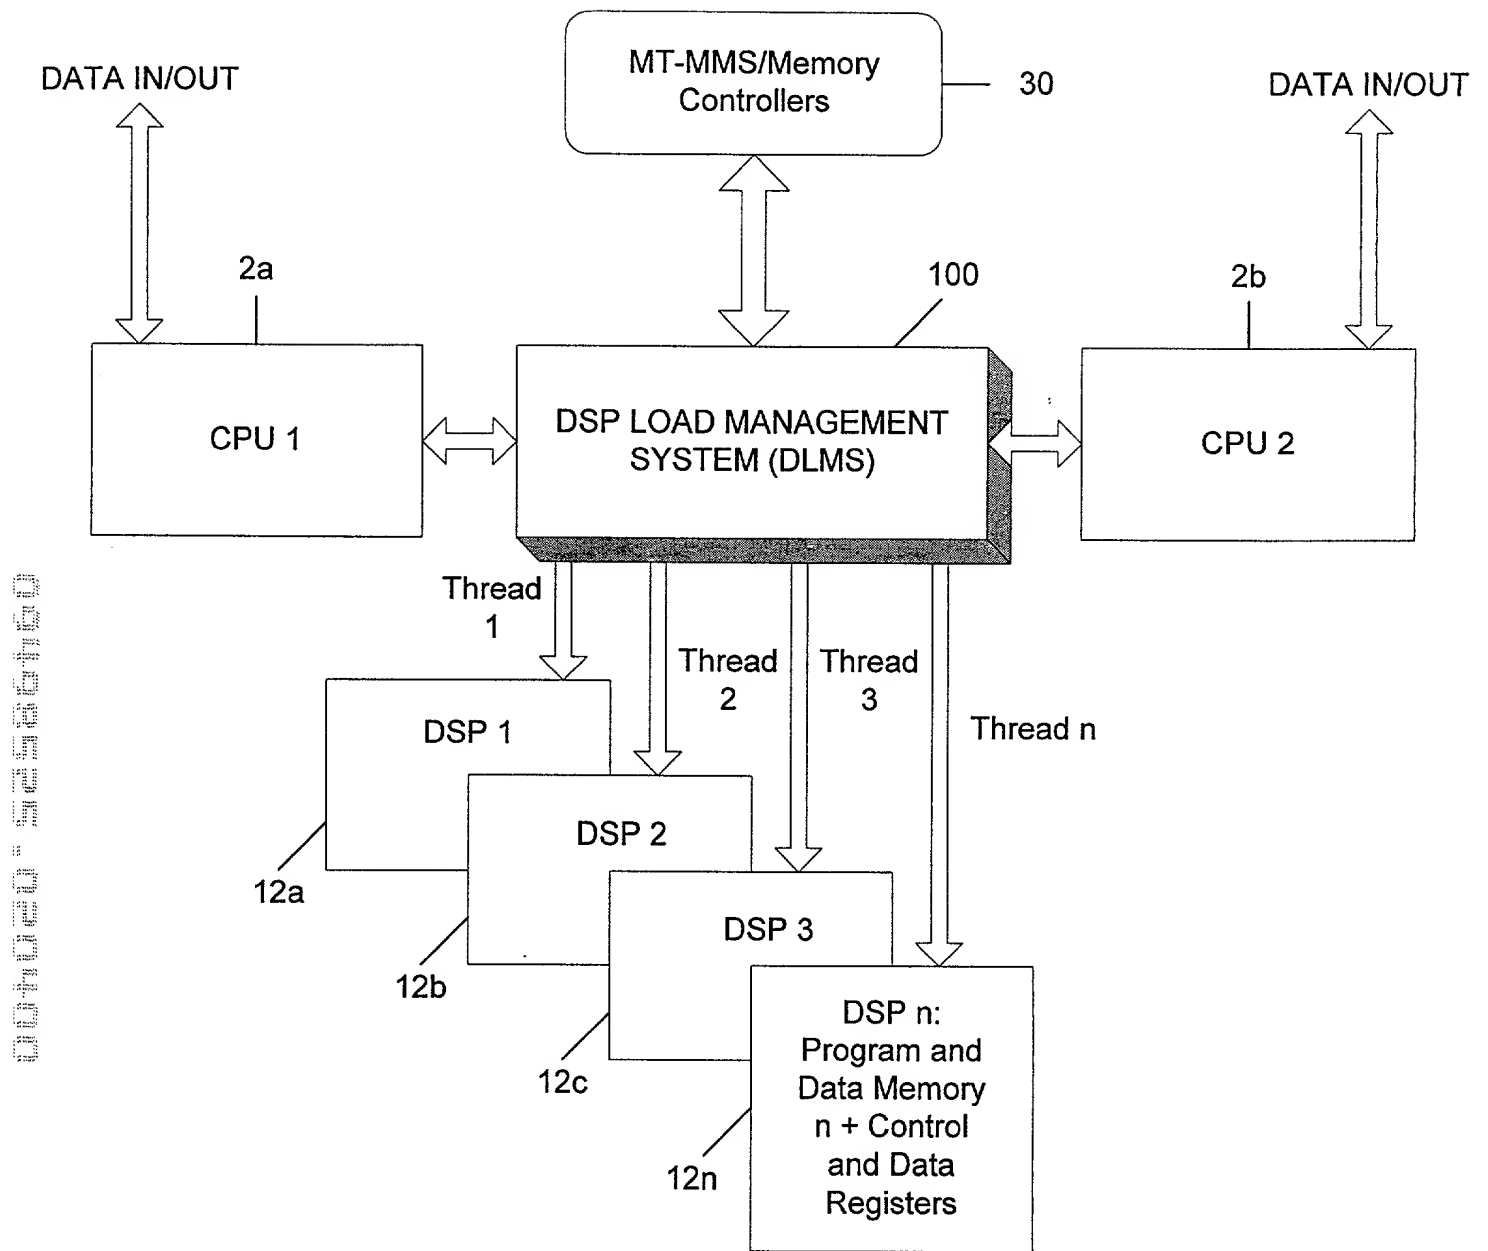 MT-MMS/Memory
Controllers
30
DATA IN/OUT
DATA IN/OUT
2a
100
2b
CPU 1
DSP LOAD MANAGEMENT
SYSTEM (DLMS)
CPU 2
Thread
1
Thread
2
Thread
3
Thread n
DSP 1
DSP 2
DSP 3
12a
12b
12c
12n
DSP n:
Program and
Data Memory
n + Control
and Data
Registers